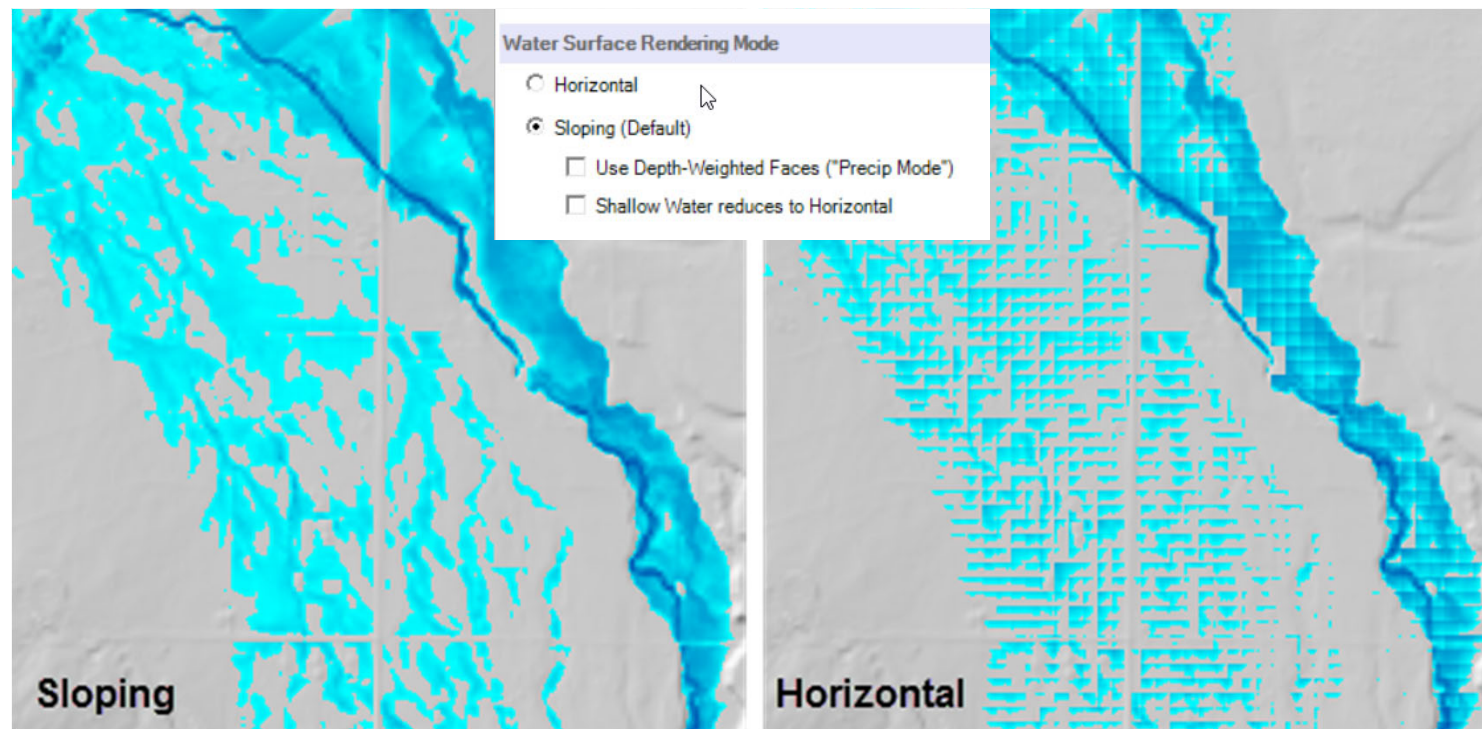 Water Surface Rendering Mode
Horizontal
Sloping (Default)
Use Depth-Weighted Faces ("Precip Mode")
Shallow Water reduces to Horizontal
Sloping
Horizontal